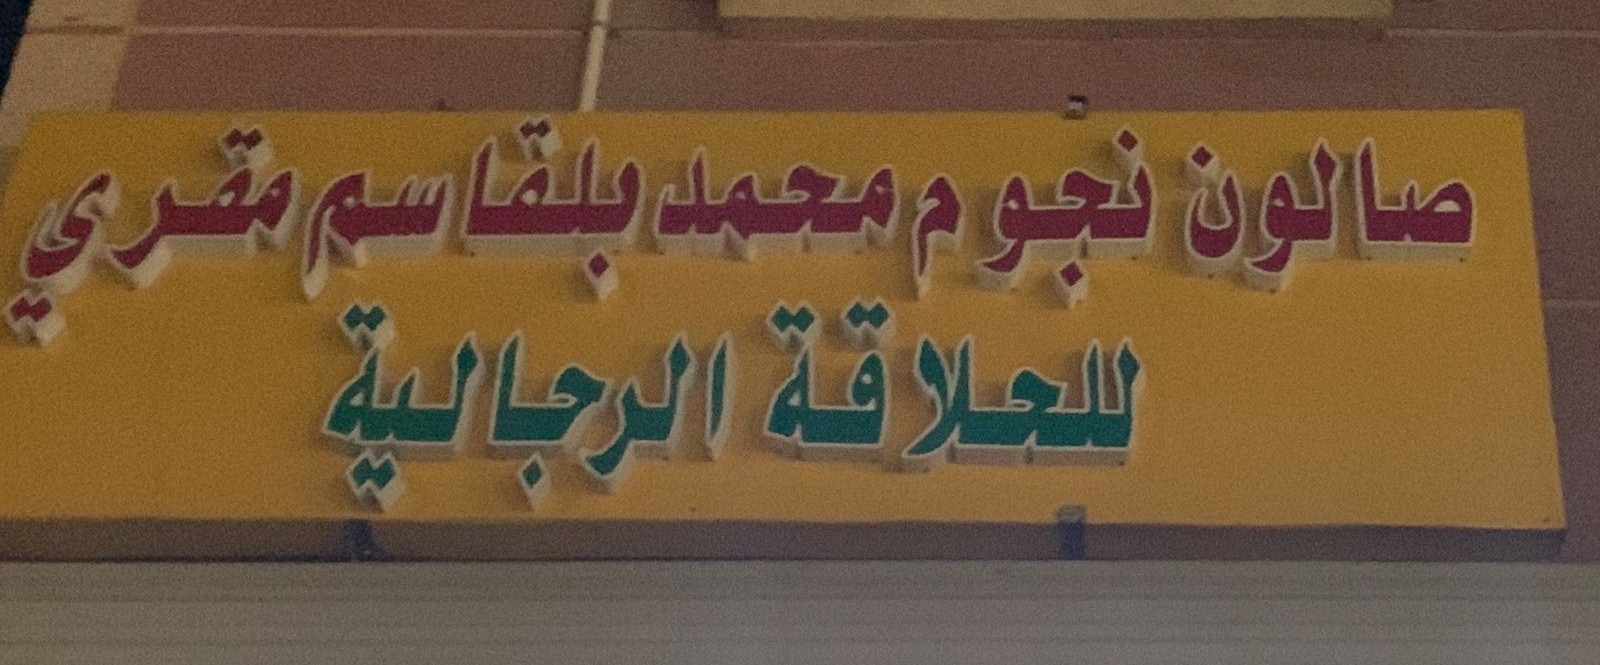 صالون نجوم محمد بلقاسم مقري
للحلاقة الرجالية